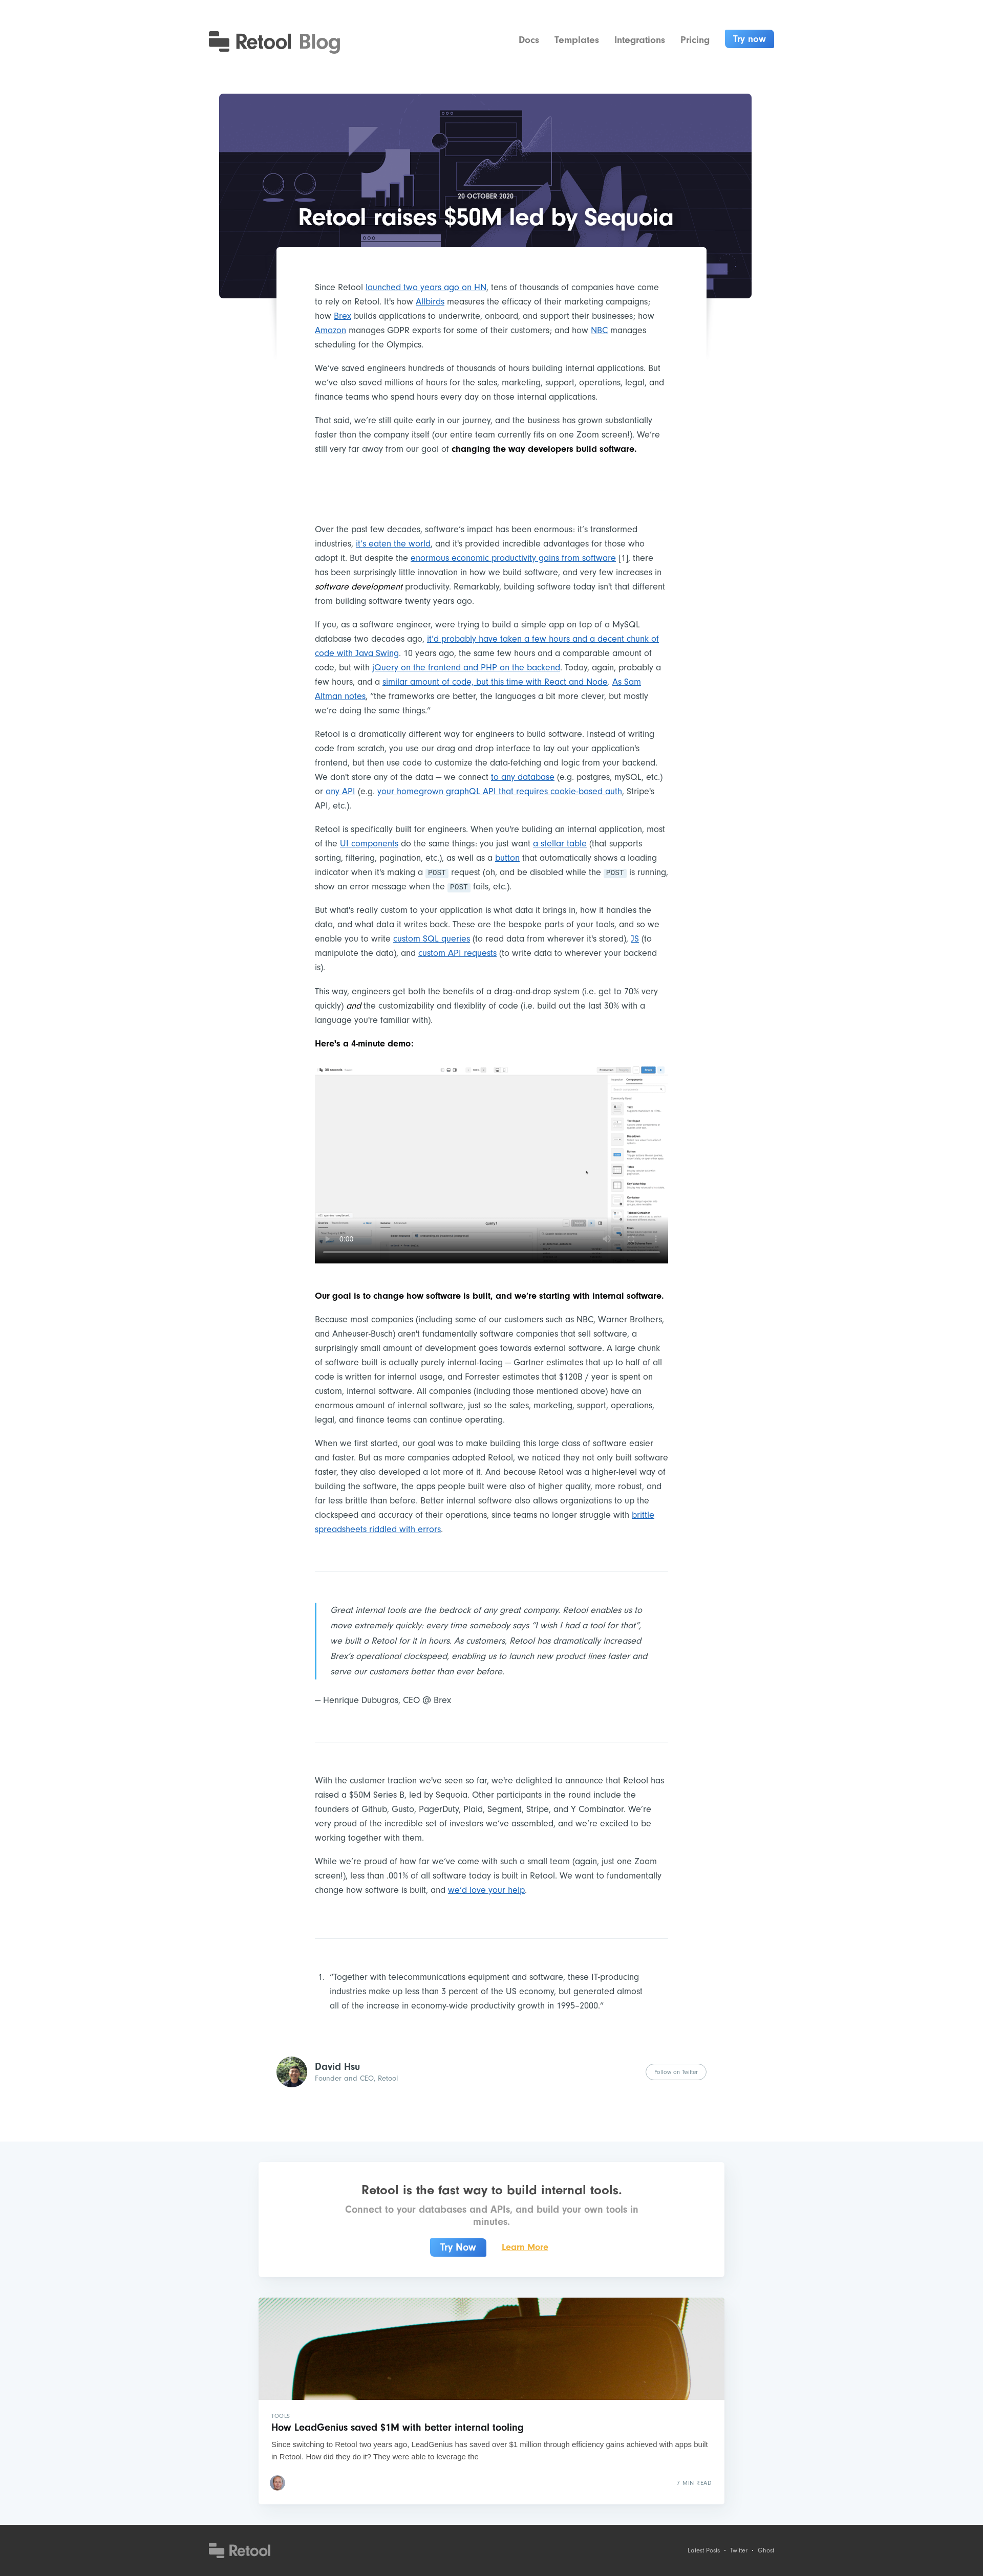 Retool Blog
Docs Templates Integrations Pricing Try now
20 OCTOBER 2020
Retool raises $50M led by Sequoia
Since Retool launched two years ago on HN, tens of thousands of companies have come
to rely on Retool. It's how Allbirds measures the efficacy of their marketing campaigns;
how Brex builds applications to underwrite, onboard, and support their businesses; how
Amazon manages GDPR exports for some of their customers; and how NBC manages
scheduling for the Olympics.
We've saved engineers hundreds of thousands of hours building internal applications. But
we've also saved millions of hours for the sales, marketing, support, operations, legal, and
finance teams who spend hours every day on those internal applications.
That said, we're still quite early in our journey, and the business has grown substantially
faster than the company itself (our entire team currently fits on one Zoom screen!). We're
still very far away from our goal of changing the way developers build software.
Over the past few decades, software's impact has been enormous: it's transformed
industries, it's eaten the world, and it's provided incredible advantages for those who
adopt it. But despite the enormous economic productivity gains from software [1], there
has been surprisingly little innovation in how we build software, and very few increases in
software development productivity. Remarkably, building software today isn't that different
from building software twenty years ago.
If you, as a software engineer, were trying to build a simple app on top of a MySQL
database two decades ago, it'd probably have taken a few hours and a decent chunk of
code with Java Swing. 10 years ago, the same few hours and a comparable amount of
code, but with jQuery on the frontend and PHP on the backend. Today, again, probably a
few hours, and a similar amount of code, but this time with React and Node. As Sam
Altman notes, "the frameworks are better, the languages a bit more clever, but mostly
we're doing the same things."
Retool is a dramatically different way for engineers to build software. Instead of writing
code from scratch, you use our drag and drop interface to lay out your application's
frontend, but then use code to customize the data-fetching and logic from your backend.
We don't store any of the data — we connect to any database (e.g. postgres, mySQL, etc.)
or any API (e.g. your homegrown graphQL API that requires cookie-based auth, Stripe's
API, etc.).
Retool is specifically built for engineers. When you're buliding an internal application, most
of the UI components do the same things: you just want a stellar table (that supports
sorting, filtering, pagination, etc.), as well as a button that automatically shows a loading
indicator when it's making a POST request (oh, and be disabled while the POST is running,
show an error message when the POST fails, etc.).
But what's really custom to your application is what data it brings in, how it handles the
data, and what data it writes back. These are the bespoke parts of your tools, and so we
enable you to write custom SQL queries (to read data from wherever it's stored), JS (to
manipulate the data), and custom API requests (to write data to wherever your backend
is).
This way, engineers get both the benefits of a drag-and-drop system (i.e. get to 70% very
quickly) and the customizability and flexiblity of code (i.e. build out the last 30% with a
language you're familiar with).
Here's a 4-minute demo:
0:00
Our goal is to change how software is built, and we're starting with internal software.
Because most companies (including some of our customers such as NBC, Warner Brothers,
and Anheuser-Busch) aren't fundamentally software companies that sell software, a
surprisingly small amount of development goes towards external software. A large chunk
of software built is actually purely internal-facing — Gartner estimates that up to half of all
code is written for internal usage, and Forrester estimates that $120B / year is spent on
custom, internal software. All companies (including those mentioned above) have an
enormous amount of internal software, just so the sales, marketing, support, operations,
legal, and finance teams can continue operating.
When we first started, our goal was to make building this large class of software easier
and faster. But as more companies adopted Retool, we noticed they not only built software
faster, they also developed a lot more of it. And because Retool was a higher-level way of
building the software, the apps people built were also of higher quality, more robust, and
far less brittle than before. Better internal software also allows organizations to up the
clockspeed and accuracy of their operations, since teams no longer struggle with brittle
spreadsheets riddled with errors.
Great internal tools are the bedrock of any great company. Retool enables us to
move extremely quickly: every time somebody says "I wish I had a tool for that",
we built a Retool for it in hours. As customers, Retool has dramatically increased
Brex's operational clockspeed, enabling us to launch new product lines faster and
serve our customers better than ever before.
— Henrique Dubugras, CEO @ Brex
With the customer traction we've seen so far, we're delighted to announce that Retool has
raised a $50M Series B, led by Sequoia. Other participants in the round include the
founders of Github, Gusto, PagerDuty, Plaid, Segment, Stripe, and Y Combinator. We're
very proud of the incredible set of investors we've assembled, and we're excited to be
working together with them.
While we're proud of how far we've come with such a small team (again, just one Zoom
screen!), less than .001% of all software today is built in Retool. We want to fundamentally
change how software is built, and we'd love your help.
1. "Together with telecommunications equipment and software, these IT-producing
industries make up less than 3 percent of the US economy, but generated almost
all of the increase in economy-wide productivity growth in 1995–2000."
David Hsu
Founder and CEO, Retool
Follow on Twitter
Retool is the fast way to build internal tools.
Connect to your databases and APIs, and build your own tools in
minutes.
Try Now Learn More
TOOLS
How LeadGenius saved $1M with better internal tooling
Since switching to Retool two years ago, LeadGenius has saved over $1 million through efficiency gains achieved with apps built
in Retool. How did they do it? They were able to leverage the
7 MIN READ
Retool
Latest Posts • Twitter • Ghost